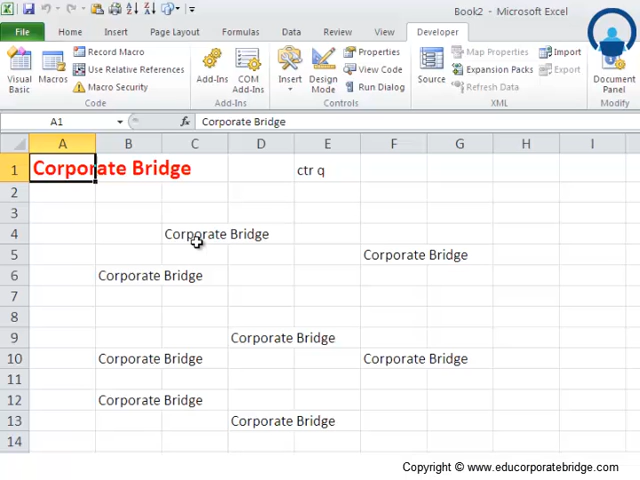 Book2 - Microsoft Excel
File Home Insert Page Layout Formulas Data Review View Developer
Visual Basic
Macros
Record Macro
Use Relative References
Macro Security
Code
Add-Ins
COM Add-Ins
Add-Ins
Insert
Design Mode
Properties
View Code
Run Dialog
Controls
Source
Map Properties
Expansion Packs
Refresh Data
Import
Export
XML
Document Panel
Modify
A1 fx Corporate Bridge
A B C D E F G H I
1 Corporate Bridge ctr q
2
3
4 Corporate Bridge
5 Corporate Bridge
6 Corporate Bridge
7
8
9 Corporate Bridge
10 Corporate Bridge Corporate Bridge
11
12 Corporate Bridge
13 Corporate Bridge
14
Copyright © www.educorporatebridge.com/